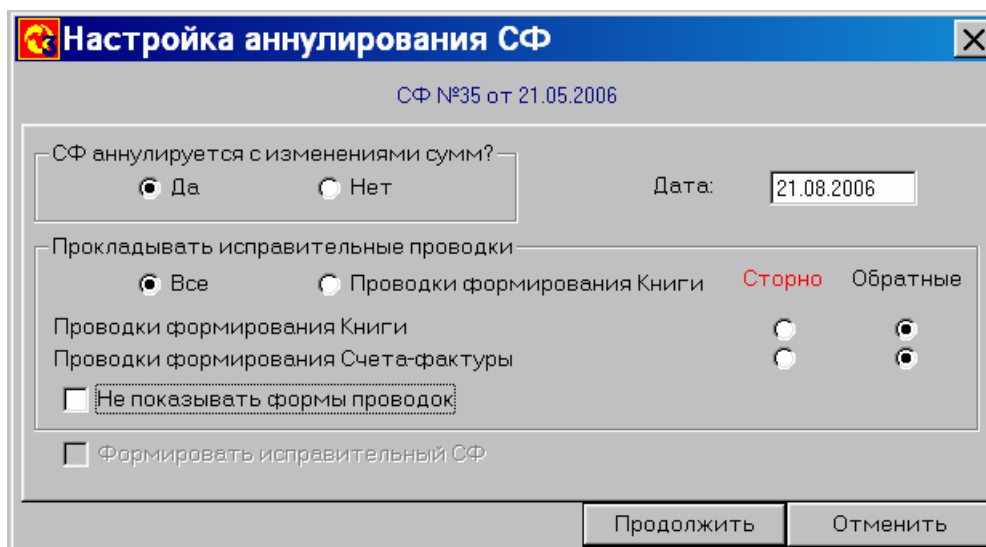 Настройка аннулирования СФ
СФ №35 от 21.05.2006
СФ аннулируется с изменениями сумм?
Да Нет Дата: 21.08.2006
Прокладывать исправительные проводки
Все Проводки формирования Книги Сторно Обратные
Проводки формирования Книги
Проводки формирования Счета-фактуры
Не показывать формы проводок
Формировать исправительный СФ
Продолжить Отменить